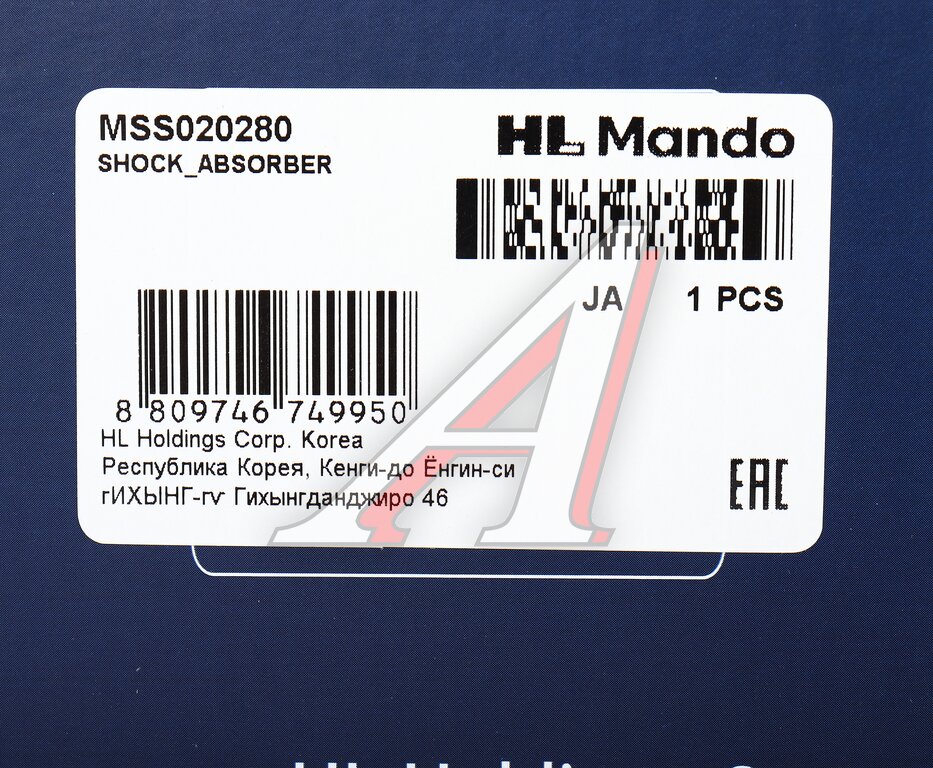 MSS020280
SHOCK_ABSORBER
HL Mando
JA 1 PCS
8 809746 749950
HL Holdings Corp. Korea
Республика Корея, Кенги-до Ёнгин-си
гИХЫНГ-гу Гихынгданджиро 46
EAC